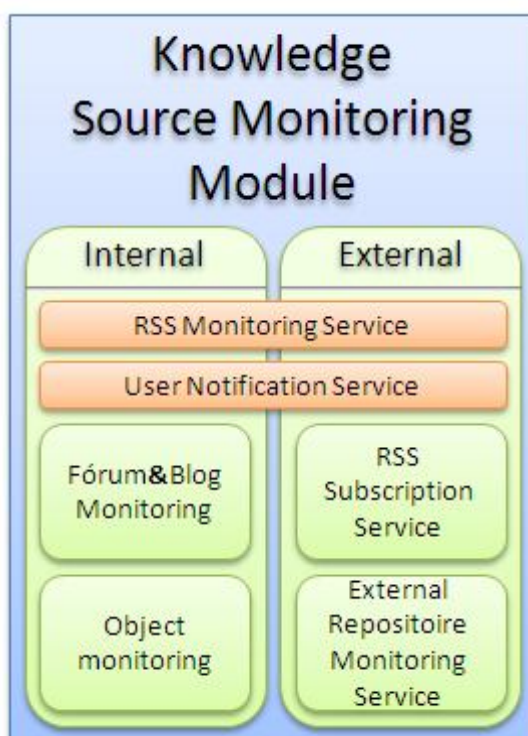 Knowledge
Source Monitoring
Module
Internal
External
RSS Monitoring Service
User Notification Service
Fórum&Blog
Monitoring
RSS
Subscription
Service
Object
monitoring
External
Repositoire
Monitoring
Service